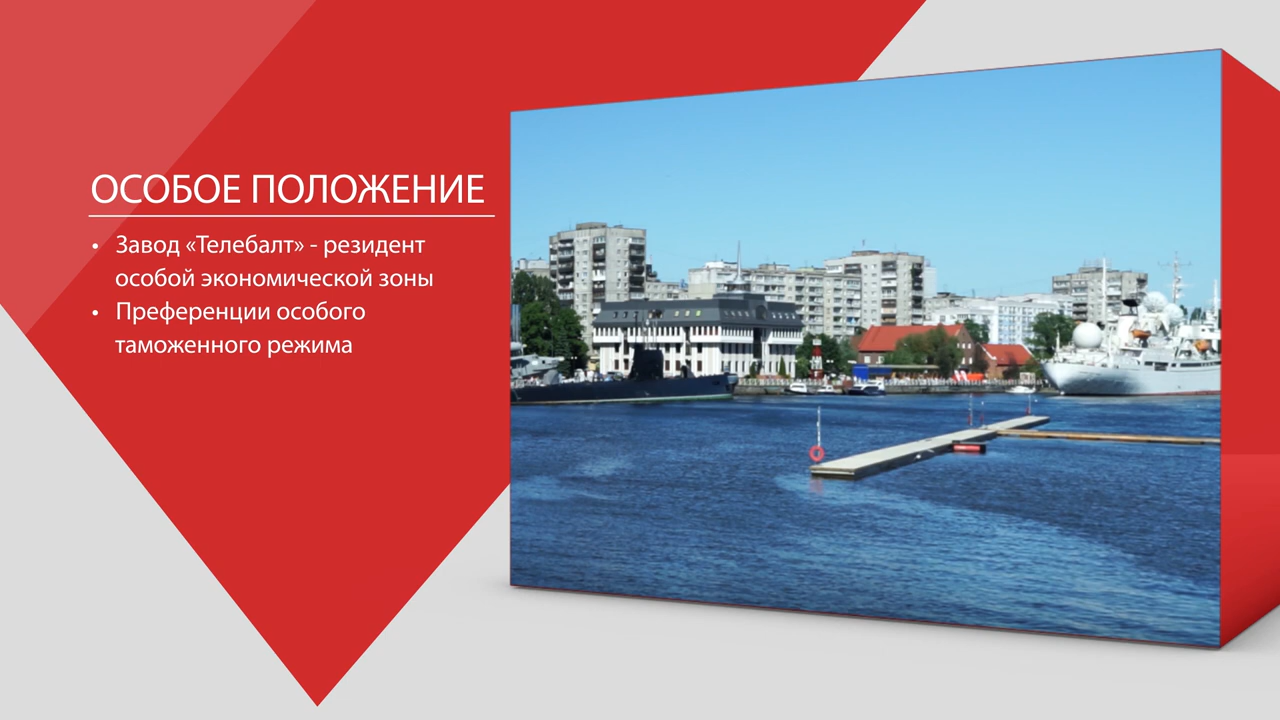 ОСОБОЕ ПОЛОЖЕНИЕ
• Завод «Телебалт» - резидент
особой экономической зоны
• Преференции особого
таможенного режима